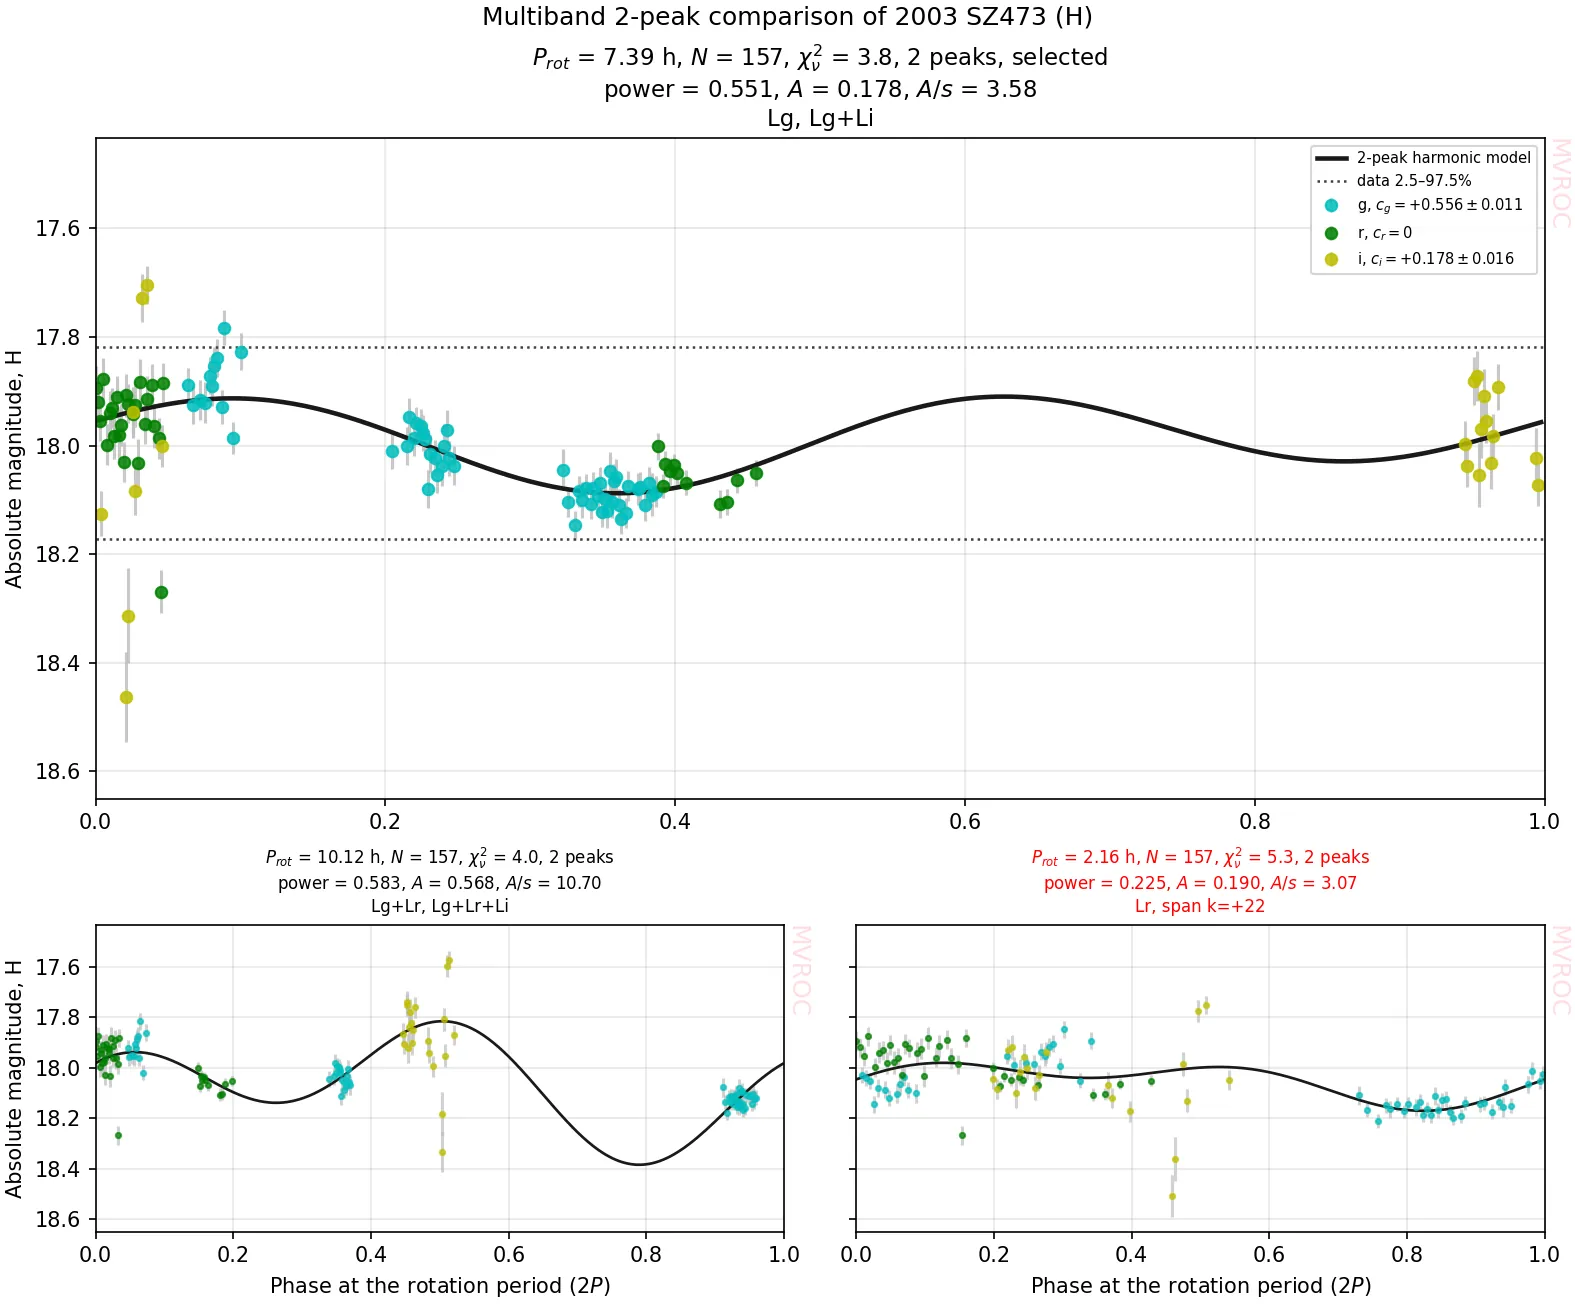 Multiband 2-peak comparison of 2003 SZ473 (H)
P_rot = 7.39 h, N = 157, χ²_ν = 3.8, 2 peaks, selected
power = 0.551, A = 0.178, A/s = 3.58
Lg, Lg+Li
2-peak harmonic model
data 2.5–97.5%
g, c_g = +0.556 ± 0.011
r, c_r = 0
i, c_i = +0.178 ± 0.016
MVROC
Absolute magnitude, H
17.6
17.8
18.0
18.2
18.4
18.6
0.0 0.2 0.4 0.6 0.8 1.0
P_rot = 10.12 h, N = 157, χ²_ν = 4.0, 2 peaks
power = 0.583, A = 0.568, A/s = 10.70
Lg+Lr, Lg+Lr+Li
MVROC
Absolute magnitude, H
17.6
17.8
18.0
18.2
18.4
18.6
0.0 0.2 0.4 0.6 0.8 1.0
Phase at the rotation period (2P)
P_rot = 2.16 h, N = 157, χ²_ν = 5.3, 2 peaks
power = 0.225, A = 0.190, A/s = 3.07
Lr, span k=+22
MVROC
0.0 0.2 0.4 0.6 0.8 1.0
Phase at the rotation period (2P)